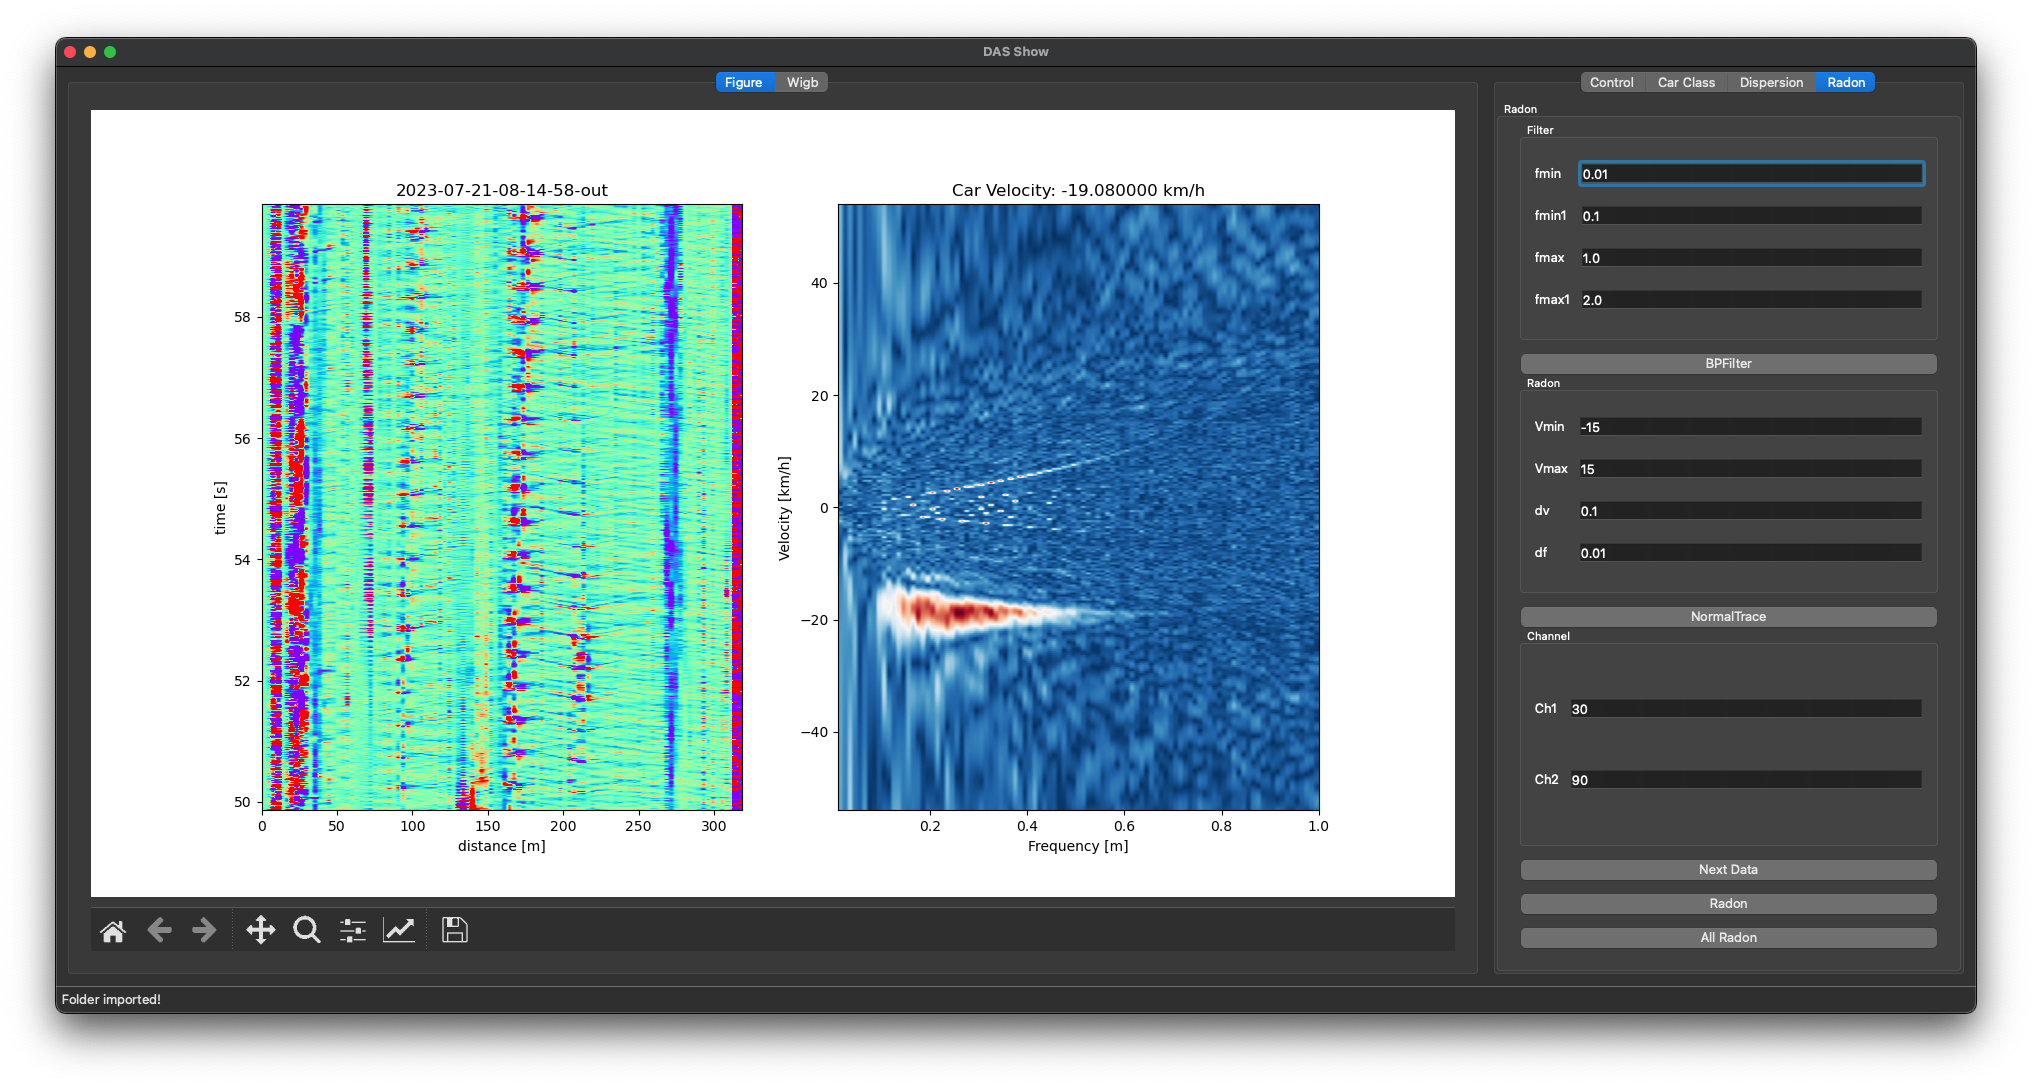 DAS Show
Figure Wigb
Control Car Class Dispersion Radon
2023-07-21-08-14-58-out
time [s]
58
56
54
52
50
0 50 100 150 200 250 300
distance [m]
Car Velocity: -19.080000 km/h
Velocity [km/h]
40
20
0
−20
−40
0.2 0.4 0.6 0.8 1.0
Frequency [m]
Radon
Filter
fmin 0.01
fmin1 0.1
fmax 1.0
fmax1 2.0
BPFilter
Radon
Vmin -15
Vmax 15
dv 0.1
df 0.01
NormalTrace
Channel
Ch1 30
Ch2 90
Next Data
Radon
All Radon
Folder imported!